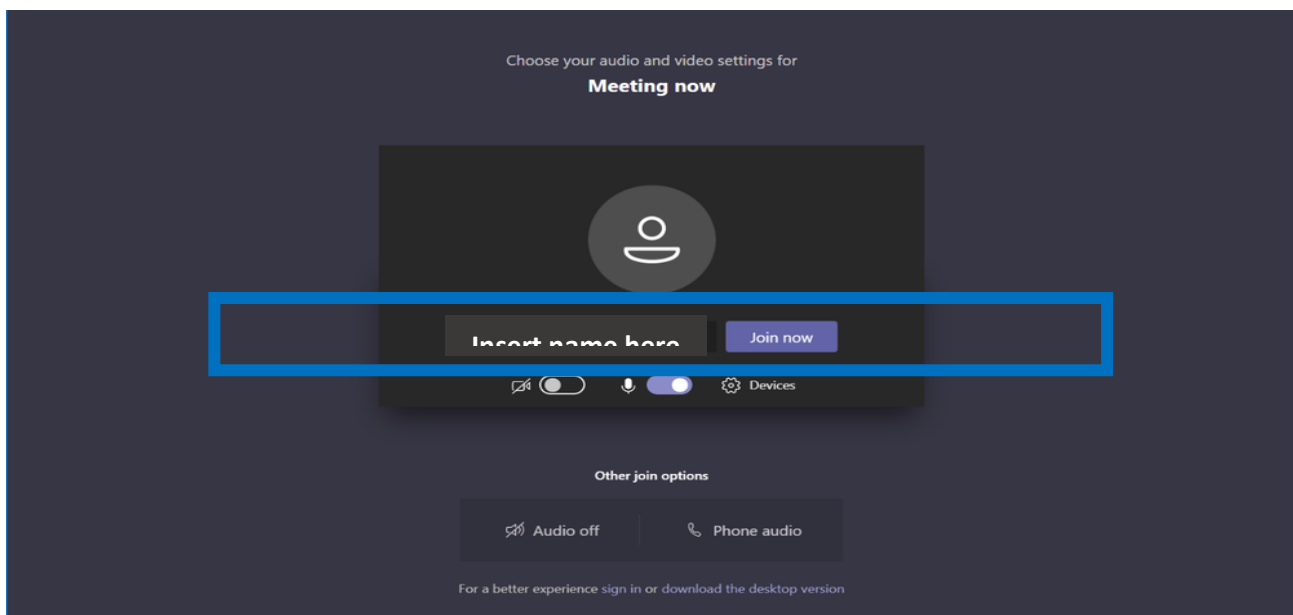 Choose your audio and video settings for
Meeting now
Insert name here
Join now
Devices
Other join options
Audio off
Phone audio
For a better experience sign in or download the desktop version